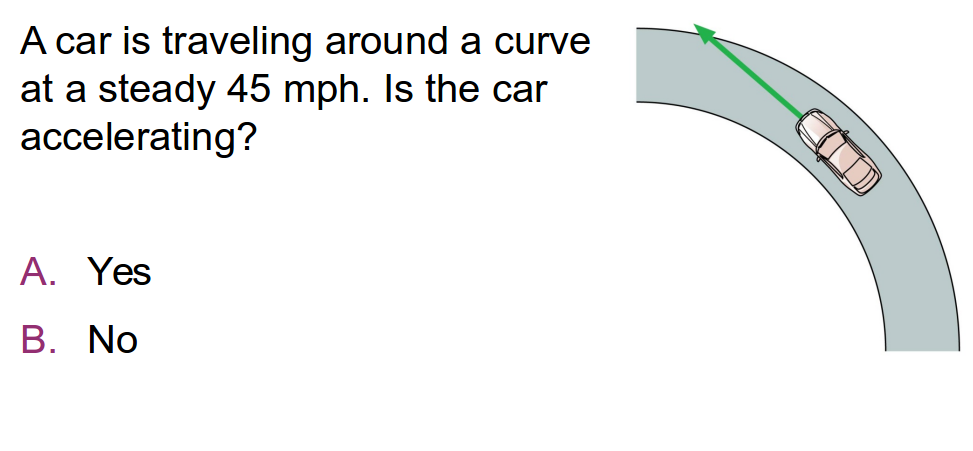 A car is traveling around a curve
at a steady 45 mph. Is the car
accelerating?
A. Yes
B. No